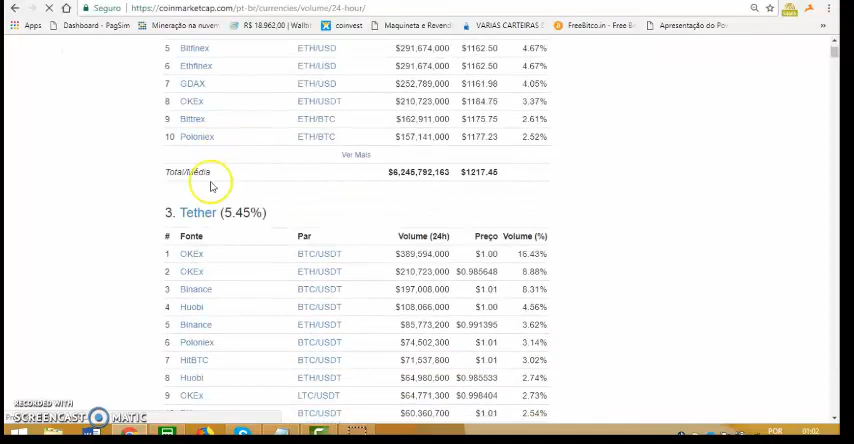 Seguro https://coinmarketcap.com/pt-br/currencies/volume/24-hour/
Apps Dashboard - PagSim Mineração na nuvem R$ 18.962,00 | Walltir coinvest Maquineta e Revendi VARIAS CARTEIRAS FreeBitco.in - Free B Apresentação do Po »
5 Bitfinex ETH/USD $291,674,000 $1162.50 4.67%
6 Ethfinex ETH/USD $291,674,000 $1162.50 4.67%
7 GDAX ETH/USD $252,789,000 $1161.98 4.05%
8 OKEx ETH/USDT $210,723,000 $1184.75 3.37%
9 Bittrex ETH/BTC $162,911,000 $1175.75 2.61%
10 Poloniex ETH/BTC $157,141,000 $1177.23 2.52%
Ver Mais
Total/Média $6,245,792,163 $1217.45
3. Tether (5.45%)
# Fonte Par Volume (24h) Preço Volume (%)
1 OKEx BTC/USDT $389,594,000 $1.00 16.43%
2 OKEx ETH/USDT $210,723,000 $0.985648 8.88%
3 Binance BTC/USDT $197,008,000 $1.01 8.31%
4 Huobi BTC/USDT $108,066,000 $1.00 4.56%
5 Binance ETH/USDT $85,773,200 $0.991395 3.62%
6 Poloniex BTC/USDT $74,502,300 $1.01 3.14%
7 HitBTC BTC/USDT $71,537,800 $1.01 3.02%
8 Huobi ETH/USDT $64,980,500 $0.985533 2.74%
9 OKEx LTC/USDT $64,771,300 $0.998404 2.73%
BTC/USDT $60,360,700 $1.01 2.54%
RECORDED WITH
SCREENCAST MATIC
POR 01:02